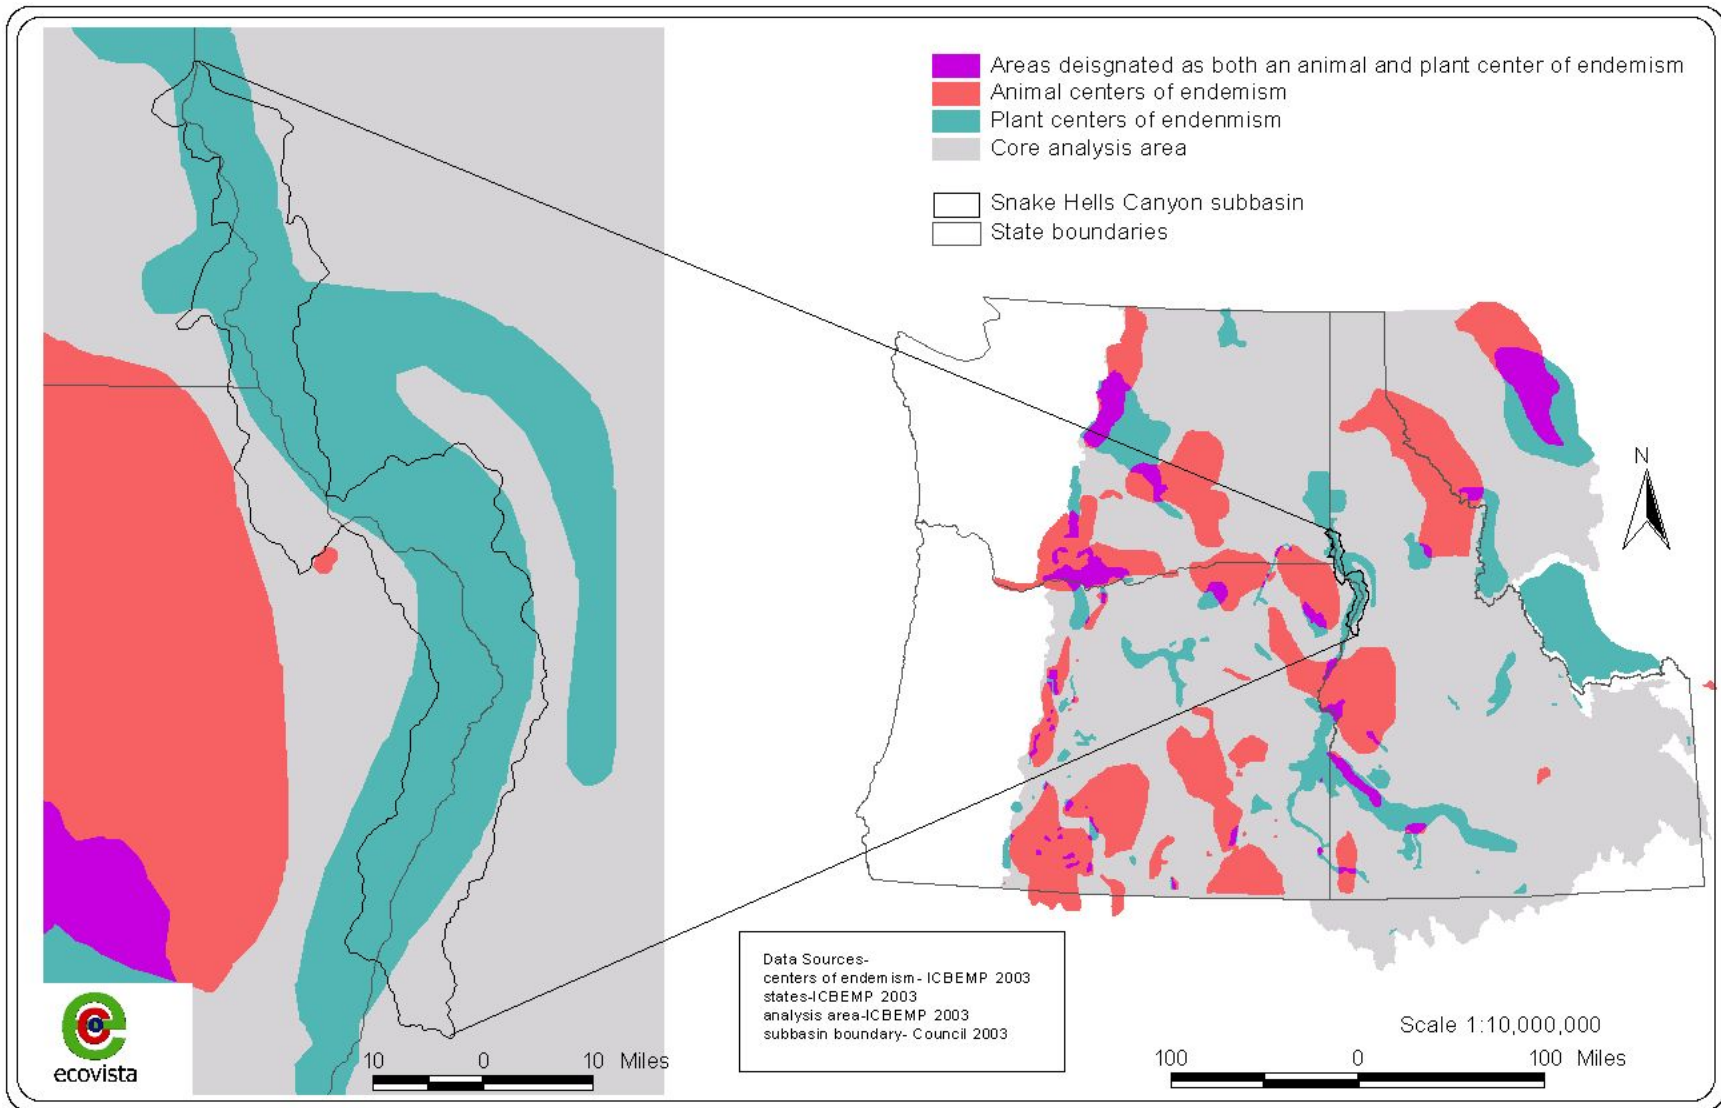 Areas deisgnated as both an animal and plant center of endemism
Animal centers of endemism
Plant centers of endenmism
Core analysis area
Snake Hells Canyon subbasin
State boundaries
N
Data Sources-
centers of endemism- ICBEMP 2003
states-ICBEMP 2003
analysis area-ICBEMP 2003
subbasin boundary- Council 2003
Scale 1:10,000,000
10 0 10 Miles
100 0 100 Miles
ecovista